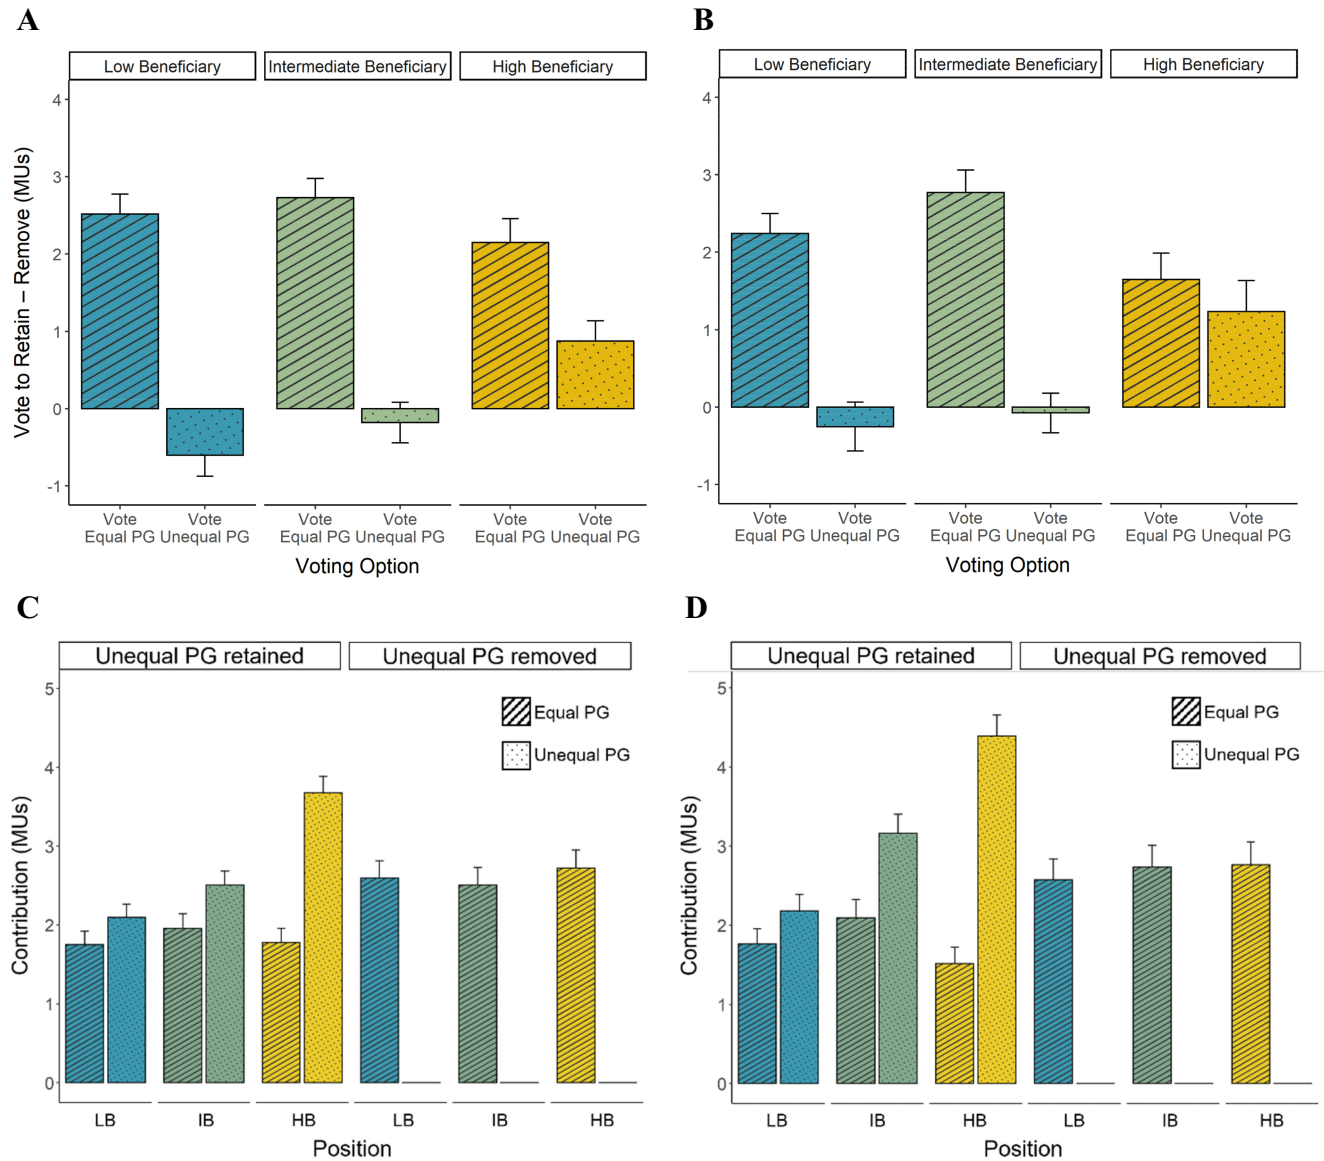 A
Low Beneficiary
Intermediate Beneficiary
High Beneficiary
Vote to Retain – Remove (MUs)
4
3
2
1
0
-1
Vote
Equal PG
Vote
Unequal PG
Vote
Equal PG
Vote
Unequal PG
Vote
Equal PG
Vote
Unequal PG
Voting Option
B
Low Beneficiary
Intermediate Beneficiary
High Beneficiary
4
3
2
1
0
-1
Vote
Equal PG
Vote
Unequal PG
Vote
Equal PG
Vote
Unequal PG
Vote
Equal PG
Vote
Unequal PG
Voting Option
C
Unequal PG retained
Unequal PG removed
Equal PG
Unequal PG
Contribution (MUs)
5
4
3
2
1
0
LB
IB
HB
LB
IB
HB
Position
D
Unequal PG retained
Unequal PG removed
Equal PG
Unequal PG
Contribution (MUs)
5
4
3
2
1
0
LB
IB
HB
LB
IB
HB
Position